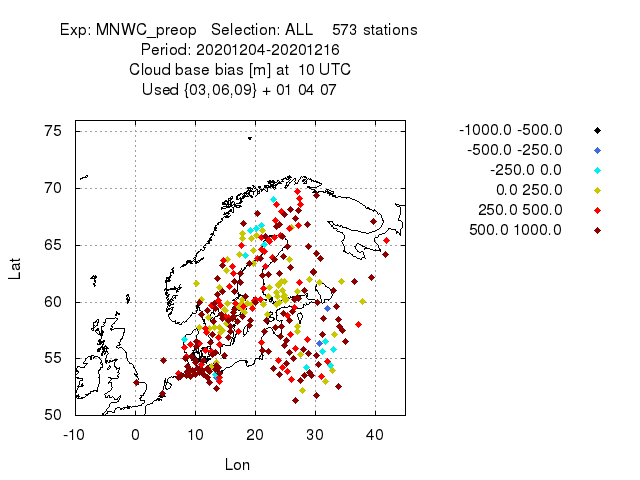 Exp: MNWC_preop   Selection: ALL    573 stations
Period: 20201204-20201216
Cloud base bias [m] at  10 UTC
Used {03,06,09} + 01 04 07
-1000.0 -500.0
-500.0 -250.0
-250.0 0.0
0.0 250.0
250.0 500.0
500.0 1000.0
75
70
65
60
55
50
Lat
-10 0 10 20 30 40
Lon